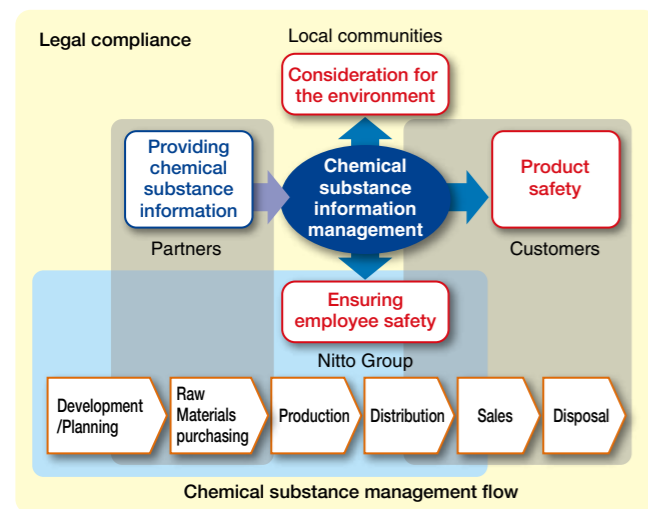 Legal compliance
Local communities
Consideration for
the environment
Providing
chemical
substance
information
Chemical
substance
information
management
Product
safety
Partners
Customers
Ensuring
employee safety
Nitto Group
Development
/Planning
Raw
Materials
purchasing
Production
Distribution
Sales
Disposal
Chemical substance management flow